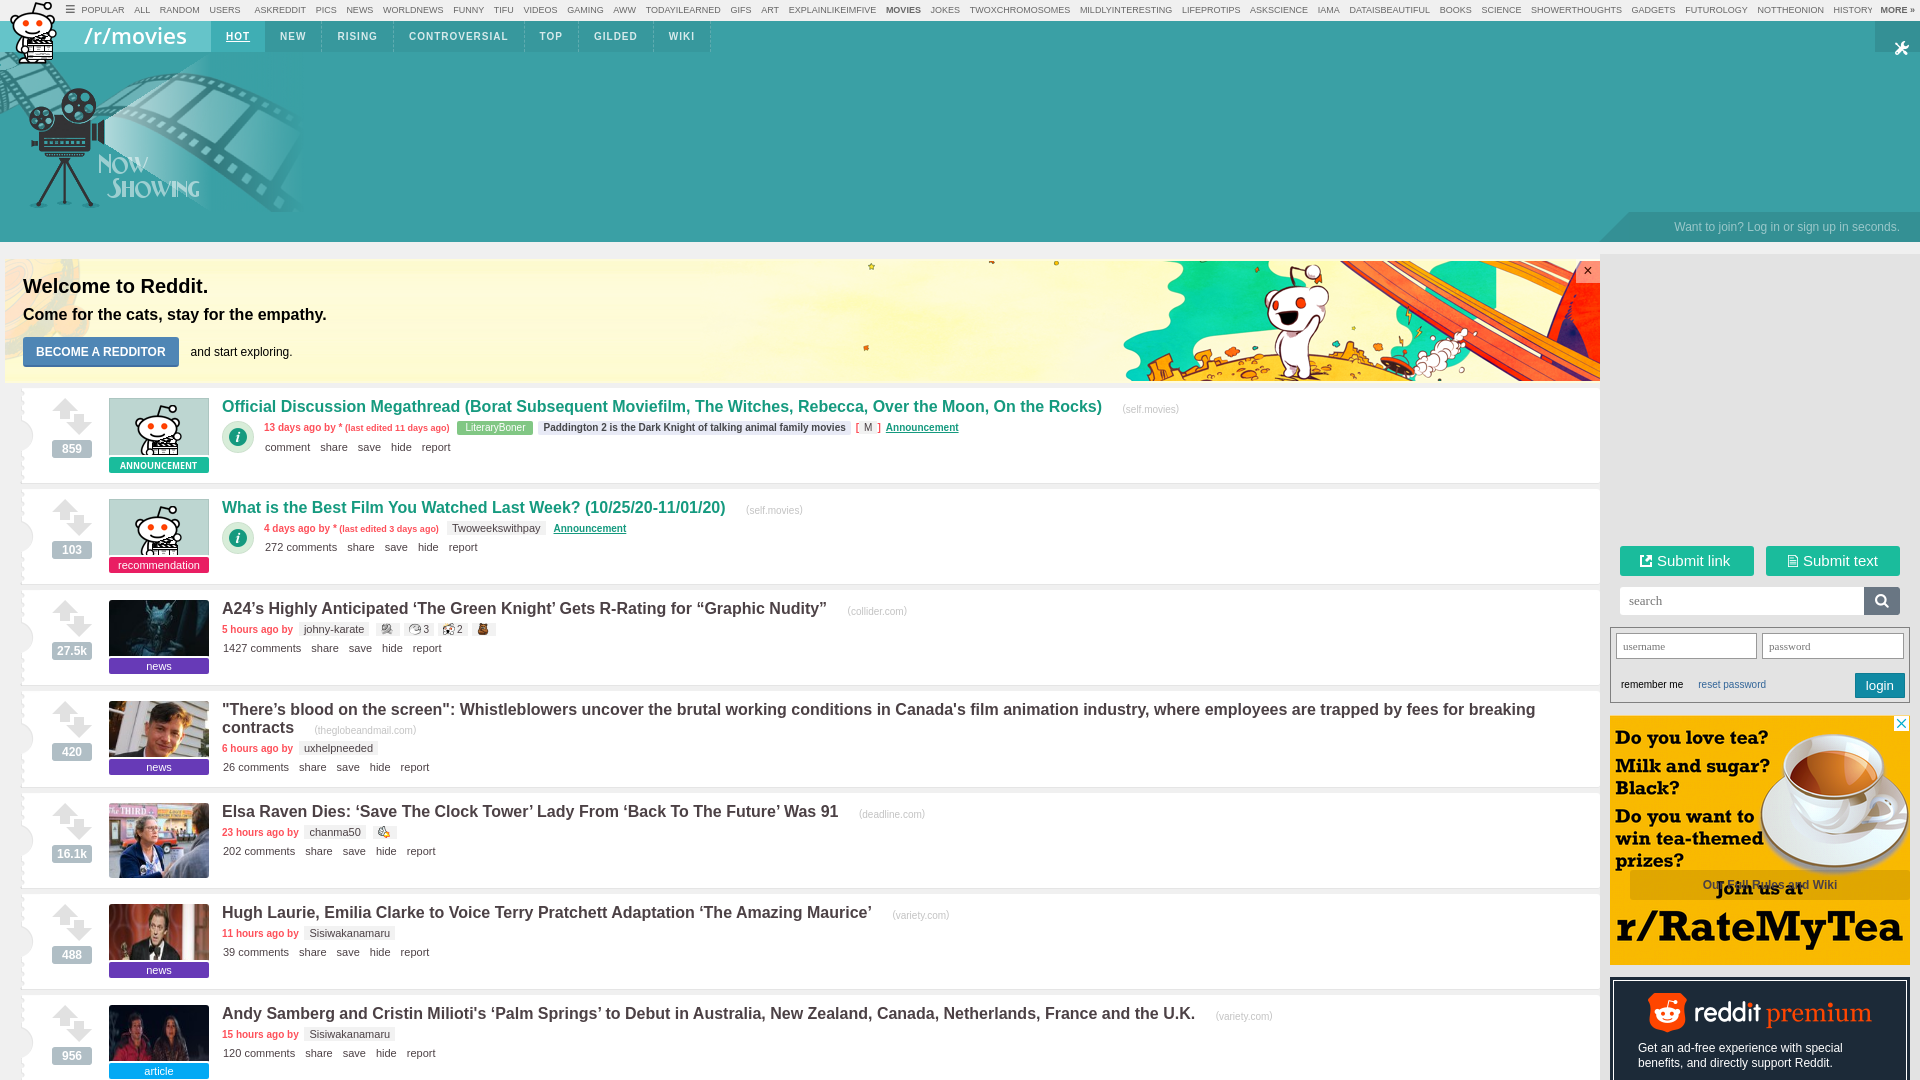 POPULAR ALL RANDOM USERS ASKREDDIT PICS NEWS WORLDNEWS FUNNY TIFU VIDEOS GAMING AWW TODAYILEARNED GIFS ART EXPLAINLIKEIMFIVE MOVIES JOKES TWOXCHROMOSOMES MILDLYINTERESTING LIFEPROTIPS ASKSCIENCE IAMA DATAISBEAUTIFUL BOOKS SCIENCE SHOWERTHOUGHTS GADGETS FUTUROLOGY NOTTHEONION HISTORY MORE »
/r/movies HOT NEW RISING CONTROVERSIAL TOP GILDED WIKI
NOW
SHOWING
Want to join? Log in or sign up in seconds.
Welcome to Reddit.
Come for the cats, stay for the empathy.
BECOME A REDDITOR and start exploring.
×
Official Discussion Megathread (Borat Subsequent Moviefilm, The Witches, Rebecca, Over the Moon, On the Rocks) (self.movies)
13 days ago by * (last edited 11 days ago) LiteraryBoner Paddington 2 is the Dark Knight of talking animal family movies [ M ] Announcement
comment share save hide report
859
ANNOUNCEMENT
What is the Best Film You Watched Last Week? (10/25/20-11/01/20) (self.movies)
4 days ago by * (last edited 3 days ago) Twoweekswithpay Announcement
272 comments share save hide report
103
recommendation
A24’s Highly Anticipated ‘The Green Knight’ Gets R-Rating for “Graphic Nudity” (collider.com)
5 hours ago by johny-karate 3 2
1427 comments share save hide report
27.5k
news
"There’s blood on the screen": Whistleblowers uncover the brutal working conditions in Canada's film animation industry, where employees are trapped by fees for breaking
contracts (theglobeandmail.com)
6 hours ago by uxhelpneeded
26 comments share save hide report
420
news
Elsa Raven Dies: ‘Save The Clock Tower’ Lady From ‘Back To The Future’ Was 91 (deadline.com)
23 hours ago by chanma50
202 comments share save hide report
16.1k
Hugh Laurie, Emilia Clarke to Voice Terry Pratchett Adaptation ‘The Amazing Maurice’ (variety.com)
11 hours ago by Sisiwakanamaru
39 comments share save hide report
488
news
Andy Samberg and Cristin Milioti's ‘Palm Springs’ to Debut in Australia, New Zealand, Canada, Netherlands, France and the U.K. (variety.com)
15 hours ago by Sisiwakanamaru
120 comments share save hide report
956
article
Submit link Submit text
search
username password
remember me reset password login
Do you love tea?
Milk and sugar?
Black?
Do you want to
win tea-themed
prizes?
Join us at
Our Full Rules and Wiki
r/RateMyTea
reddit premium
Get an ad-free experience with special
benefits, and directly support Reddit.